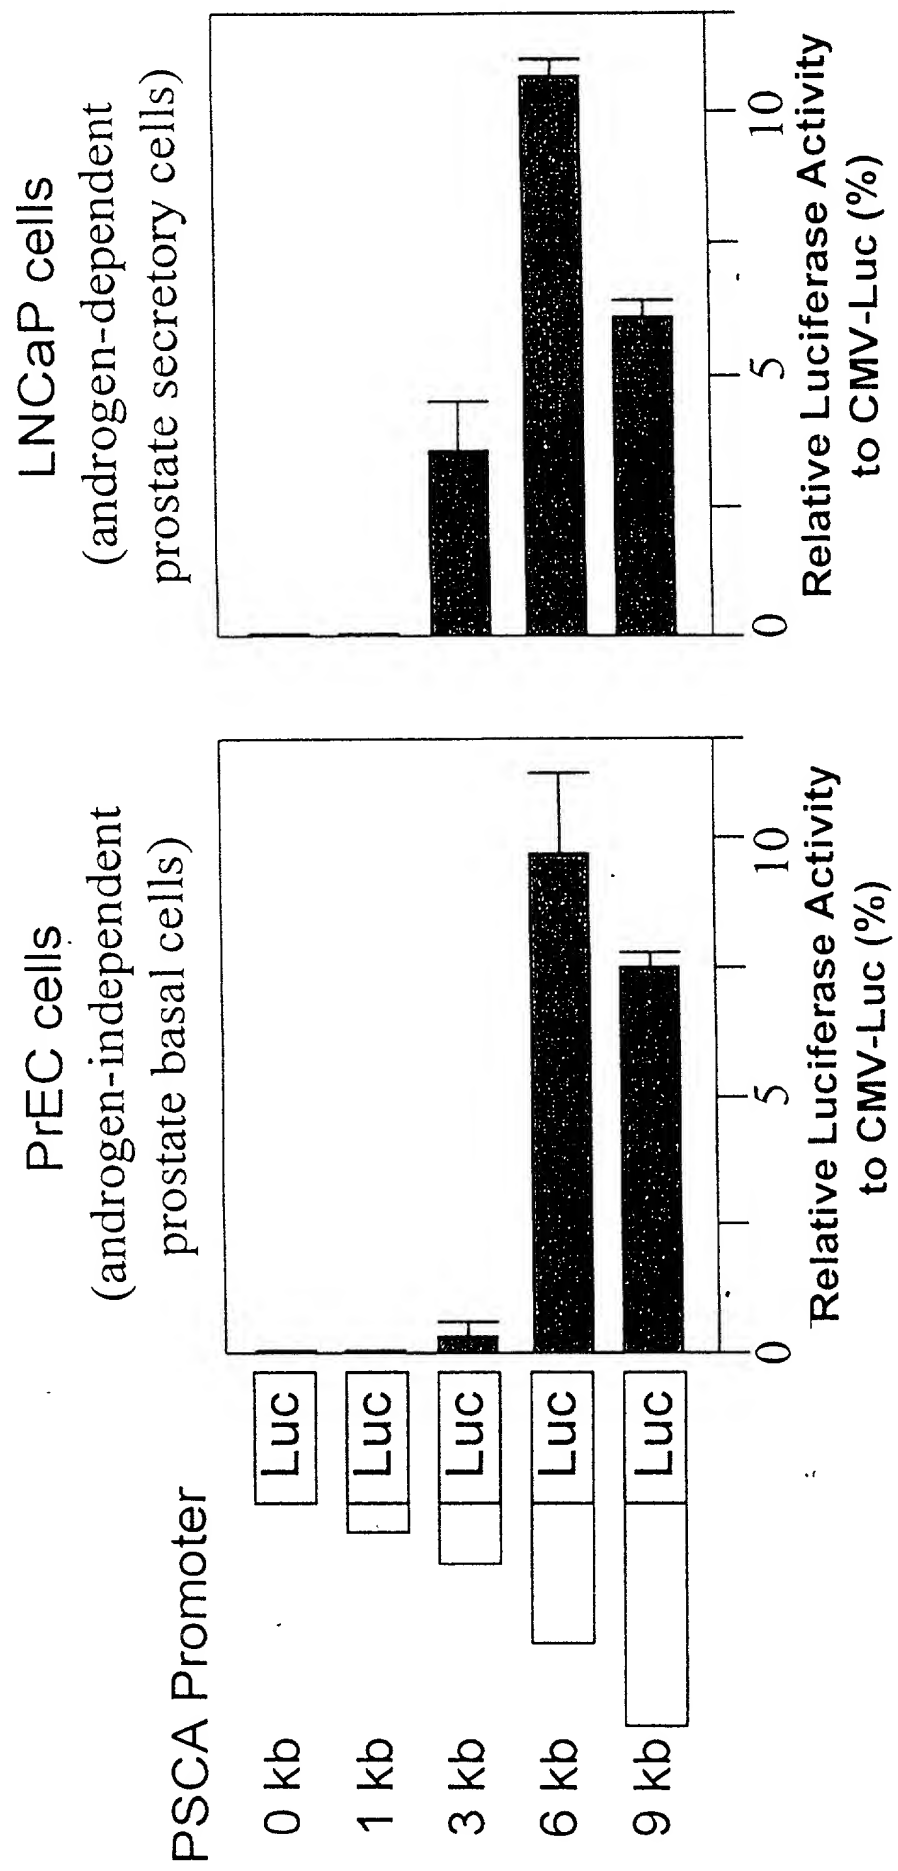 PSCA Promoter
0 kb
Luc
1 kb
Luc
3 kb
Luc
6 kb
Luc
9 kb
Luc
PrEC cells
(androgen-independent
prostate basal cells)
0
5
10
Relative Luciferase Activity
to CMV-Luc (%)
LNCaP cells
(androgen-dependent
prostate secretory cells)
0
5
10
Relative Luciferase Activity
to CMV-Luc (%)